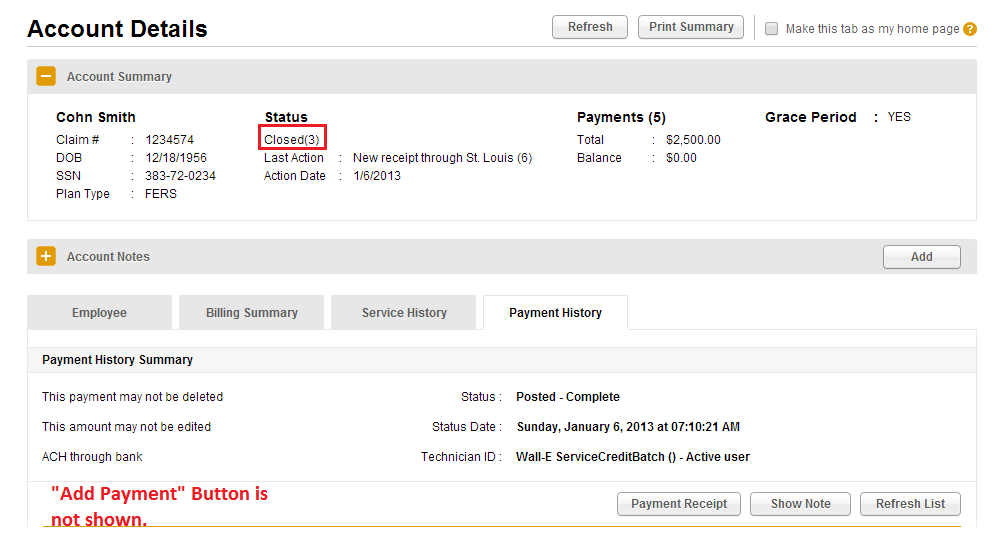 Account Details
Refresh
Print Summary
Make this tab as my home page ?
Account Summary
Cohn Smith
Claim # : 1234574
DOB : 12/18/1956
SSN : 383-72-0234
Plan Type : FERS
Status
Closed(3)
Last Action : New receipt through St. Louis (6)
Action Date : 1/6/2013
Payments (5)
Total : $2,500.00
Balance : $0.00
Grace Period : YES
Account Notes
Add
Employee
Billing Summary
Service History
Payment History
Payment History Summary
This payment may not be deleted
Status : Posted - Complete
This amount may not be edited
Status Date : Sunday, January 6, 2013 at 07:10:21 AM
ACH through bank
Technician ID : Wall-E ServiceCreditBatch () - Active user
"Add Payment" Button is
not shown.
Payment Receipt
Show Note
Refresh List